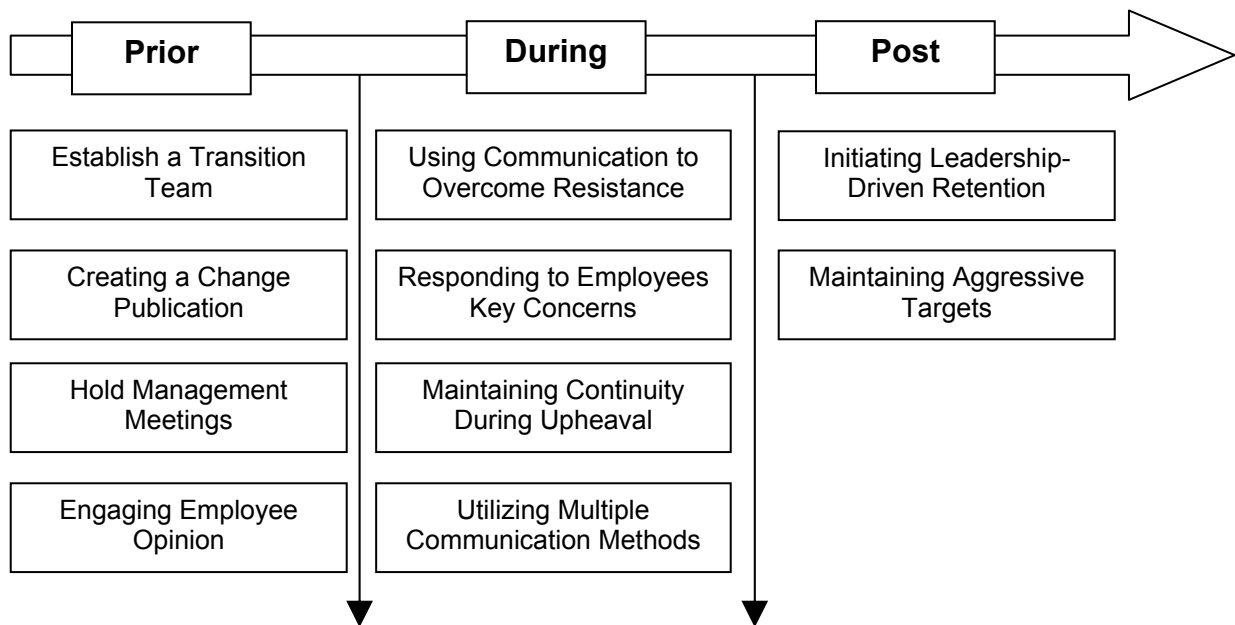 Prior
During
Post
Establish a Transition
Team
Creating a Change
Publication
Hold Management
Meetings
Engaging Employee
Opinion
Using Communication to
Overcome Resistance
Responding to Employees
Key Concerns
Maintaining Continuity
During Upheaval
Utilizing Multiple
Communication Methods
Initiating Leadership-
Driven Retention
Maintaining Aggressive
Targets